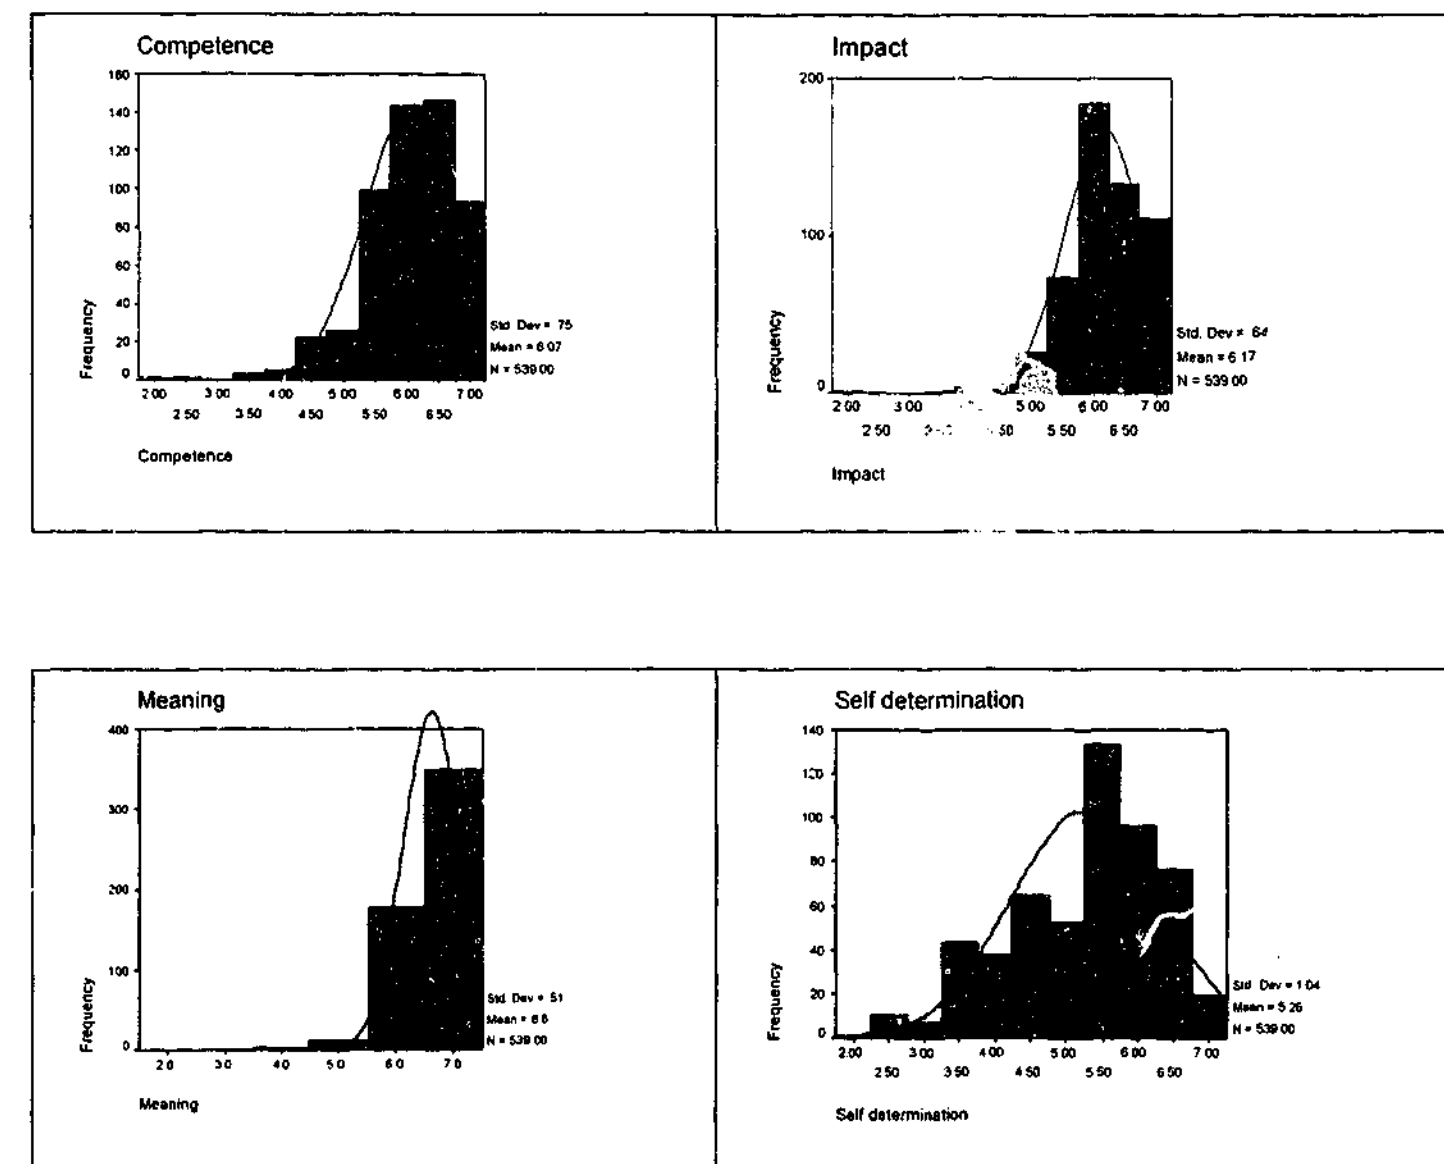 Competence
160
140
120
100
80
60
40
20
0
Frequency
2 00 3 00 4 00 5 00 6 00 7 00
2 50 3 50 4 50 5 50 6 50
Std. Dev = 75
Mean = 6 07
N = 539 00
Competence
Impact
200
100
0
Frequency
2 00 3 00 5 00 6 00 7 00
2 50 50 5 50 6 50
Std. Dev = 64
Mean = 6 17
N = 539 00
Impact
Meaning
400
300
200
100
0
Frequency
2 0 3 0 4 0 5 0 6 0 7 0
Std. Dev = 51
Mean = 6 6
N = 539 00
Meaning
Self determination
140
120
100
80
60
40
20
0
Frequency
2 00 3 00 4 00 5 00 6 00 7 00
2 50 3 50 4 50 5 50 6 50
Std. Dev = 1 04
Mean = 5 26
N = 539 00
Self determination